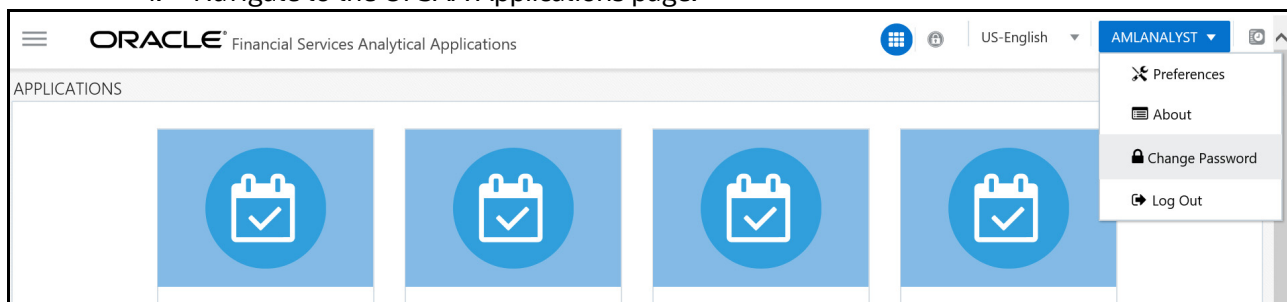 ORACLE® Financial Services Analytical Applications
US-English
AMLANALYST
APPLICATIONS
Preferences
About
Change Password
Log Out